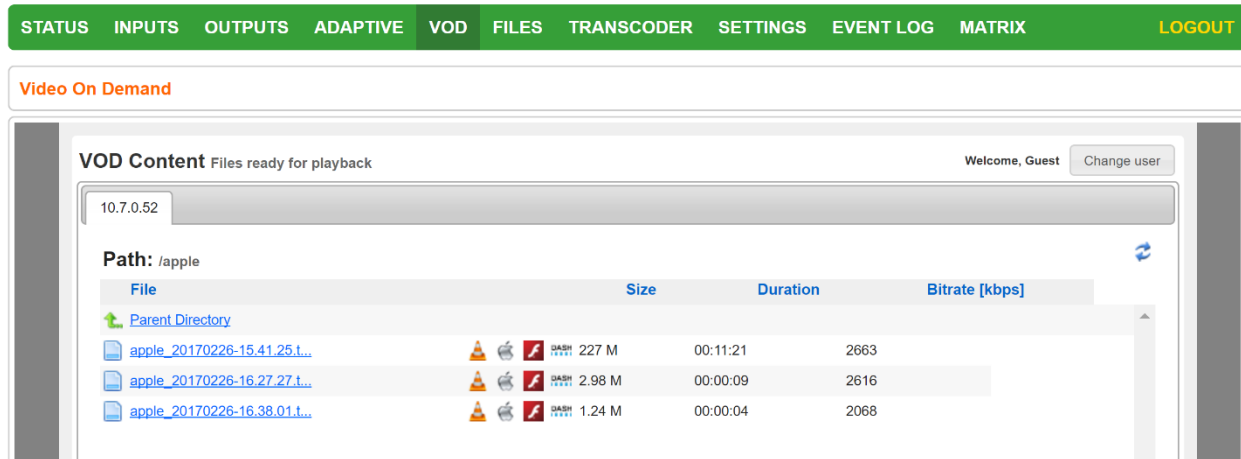 STATUS INPUTS OUTPUTS ADAPTIVE VOD FILES TRANSCODER SETTINGS EVENT LOG MATRIX LOGOUT
Video On Demand
VOD Content Files ready for playback Welcome, Guest Change user
10.7.0.52
Path: /apple
File Size Duration Bitrate [kbps]
Parent Directory
apple_20170226-15.41.25.t... DASH 227 M 00:11:21 2663
apple_20170226-16.27.27.t... DASH 2.98 M 00:00:09 2616
apple_20170226-16.38.01.t... DASH 1.24 M 00:00:04 2068